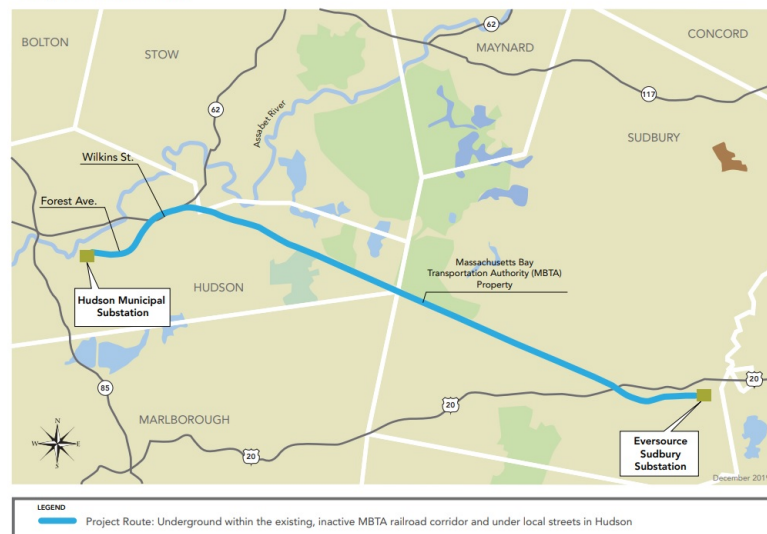 BOLTON
STOW
62
MAYNARD
CONCORD
117
62
Assabet River
SUDBURY
Wilkins St.
Forest Ave.
Massachusetts Bay
Transportation Authority (MBTA)
Property
Hudson Municipal
Substation
HUDSON
85
20
20
20
MARLBOROUGH
N
W
E
S
Eversource
Sudbury
Substation
December 2019
LEGEND
Project Route: Underground within the existing, inactive MBTA railroad corridor and under local streets in Hudson